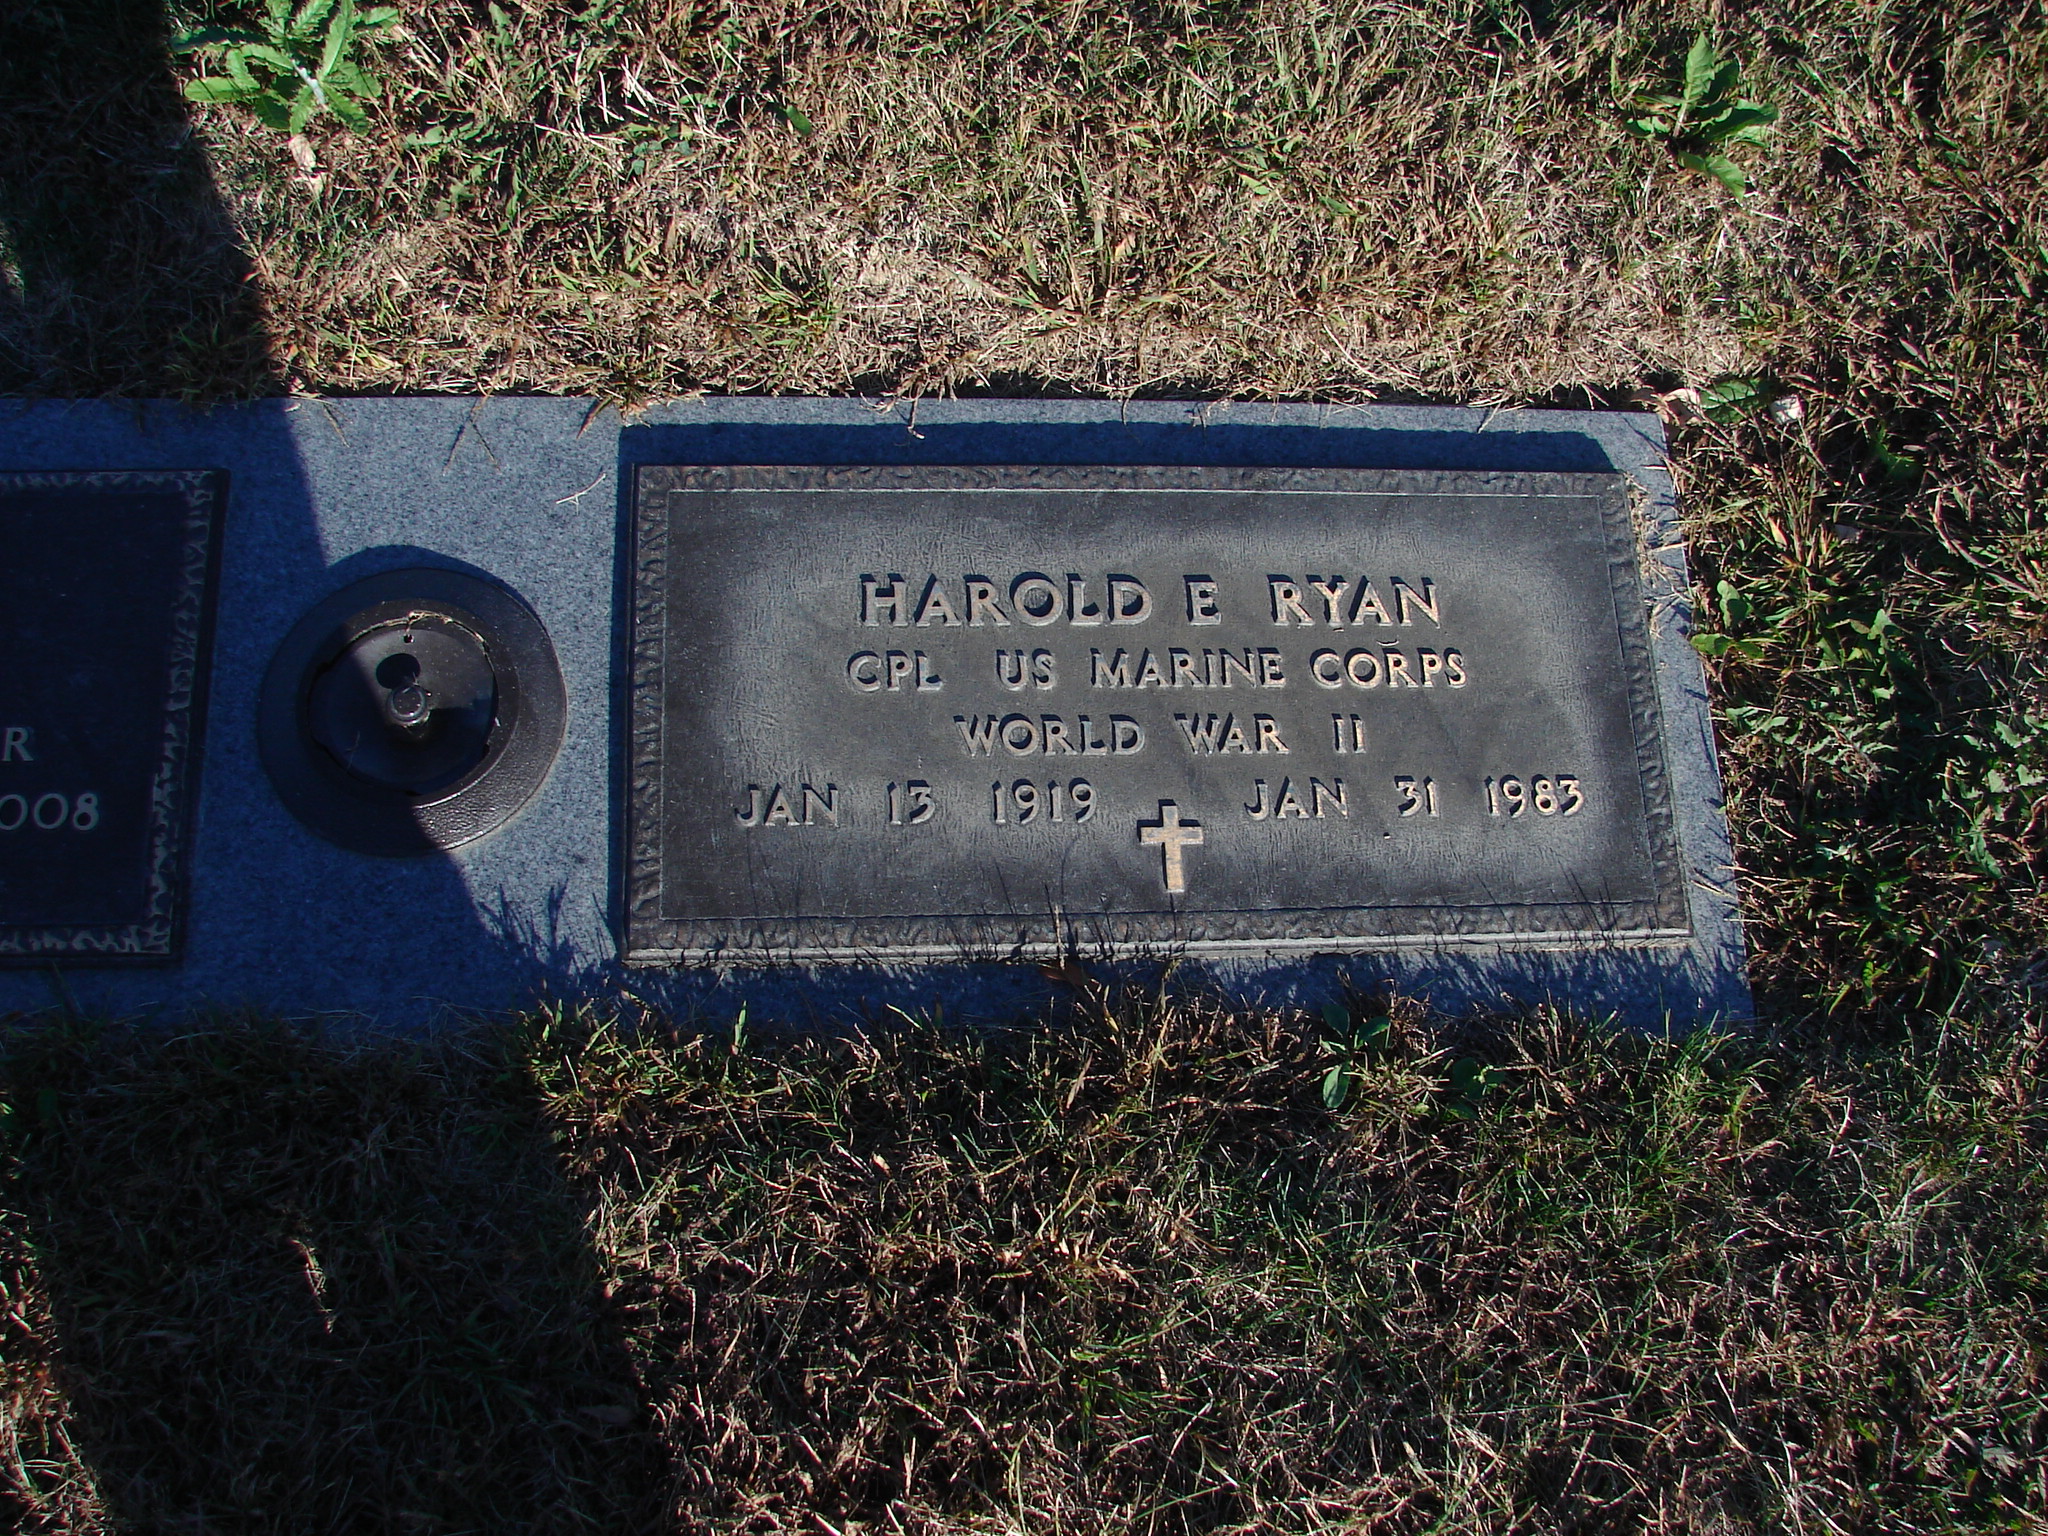 HAROLD E RYAN
CPL US MARINE CORPS
WORLD WAR II
JAN 13 1919 JAN 31 1983
R
008